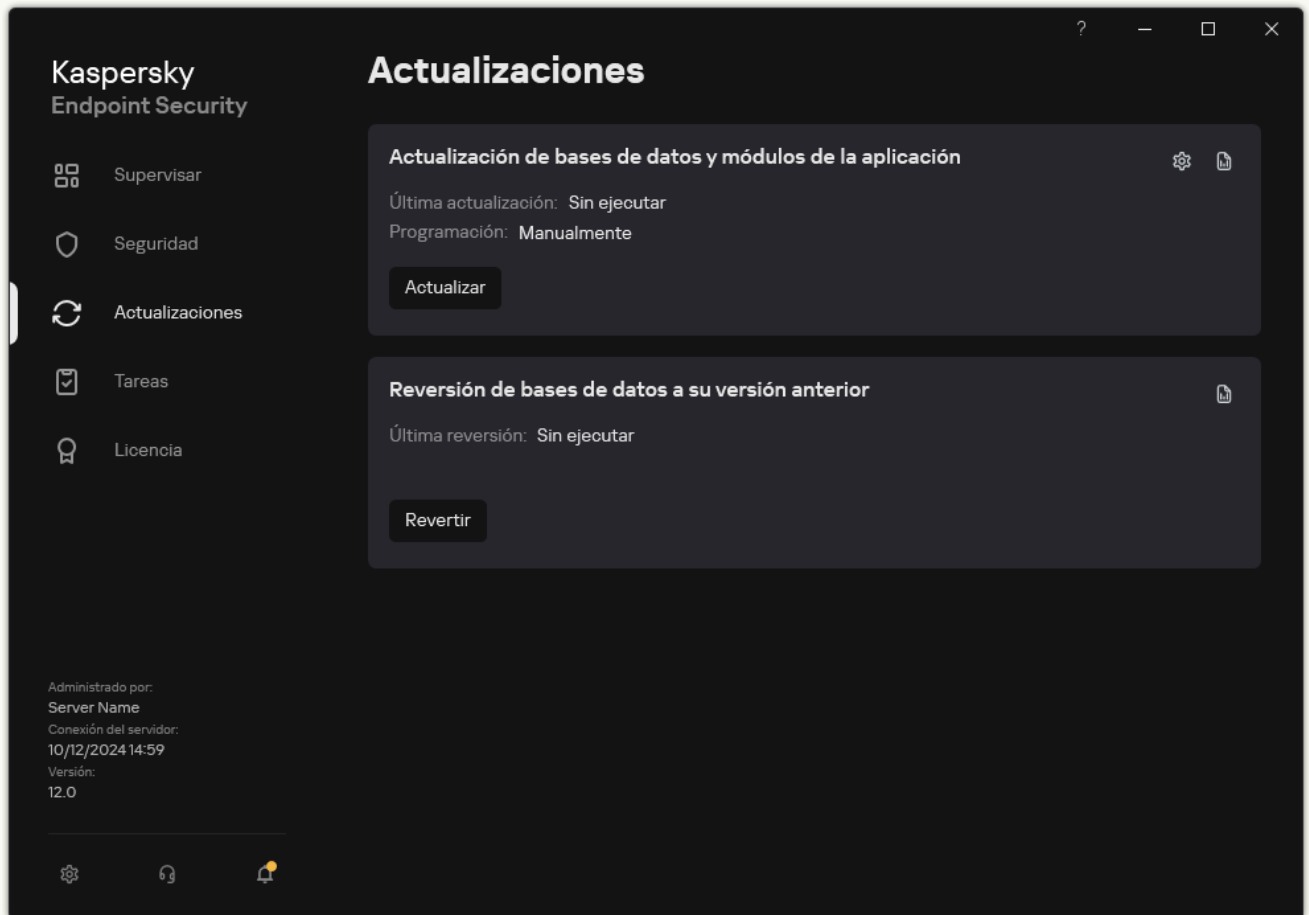 ?
Kaspersky
Endpoint Security
Supervisar
Seguridad
Actualizaciones
Tareas
Licencia
Administrado por:
Server Name
Conexión del servidor:
10/12/2024 14:59
Versión:
12.0
Actualizaciones
Actualización de bases de datos y módulos de la aplicación
Última actualización: Sin ejecutar
Programación: Manualmente
Actualizar
Reversión de bases de datos a su versión anterior
Última reversión: Sin ejecutar
Revertir